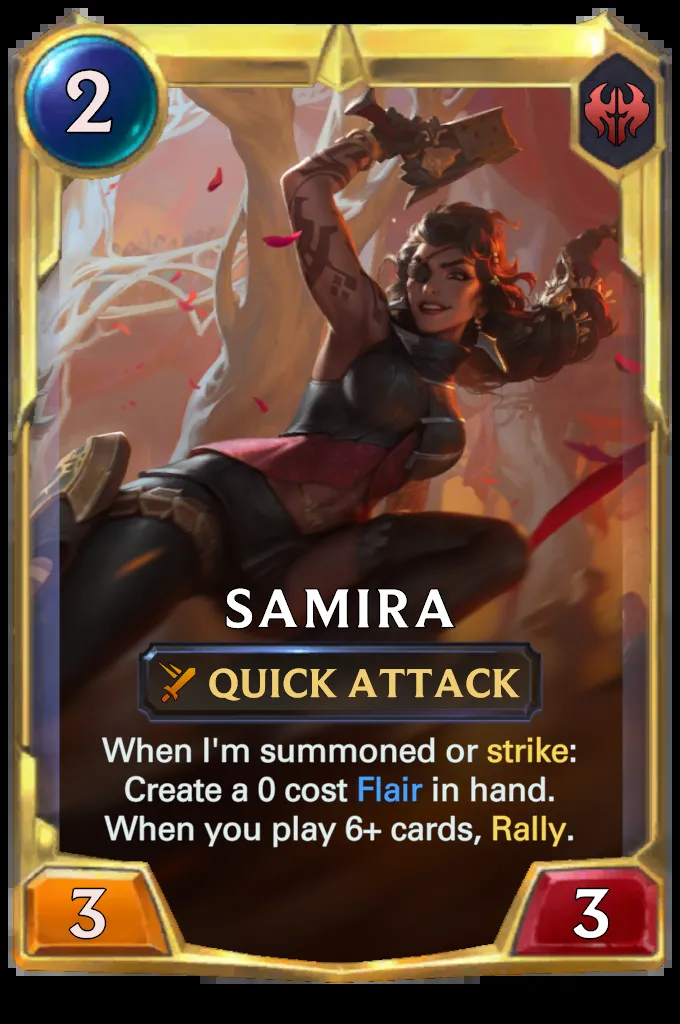 2
SAMIRA
QUICK ATTACK
When I'm summoned or strike:
Create a 0 cost Flair in hand.
When you play 6+ cards, Rally.
3
3